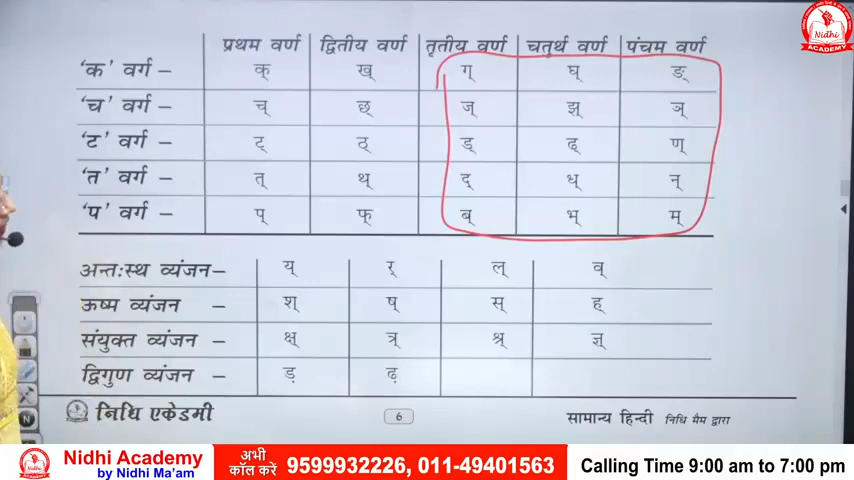 Nidhi
ACADEMY
प्रथम वर्ण द्वितीय वर्ण तृतीय वर्ण चतुर्थ वर्ण पंचम वर्ण
‘क’ वर्ग – क् ख् ग् घ् ङ्
‘च’ वर्ग – च् छ् ज् झ् ञ्
‘ट’ वर्ग – ट् ठ् ड् ढ् ण्
‘त’ वर्ग – त् थ् द् ध् न्
‘प’ वर्ग – प् फ् ब् भ् म्
अन्तःस्थ व्यंजन– य् र् ल् व्
ऊष्म व्यंजन – श् ष् स् ह्
संयुक्त व्यंजन – क्ष् त्र् श्र् ज्ञ्
द्विगुण व्यंजन – ड़ ढ़
निधि एकेडमी 6 सामान्य हिन्दी निधि मैम द्वारा
Nidhi Academy
by Nidhi Ma'am
अभी
कॉल करें
9599932226, 011-49401563
Calling Time 9:00 am to 7:00 pm